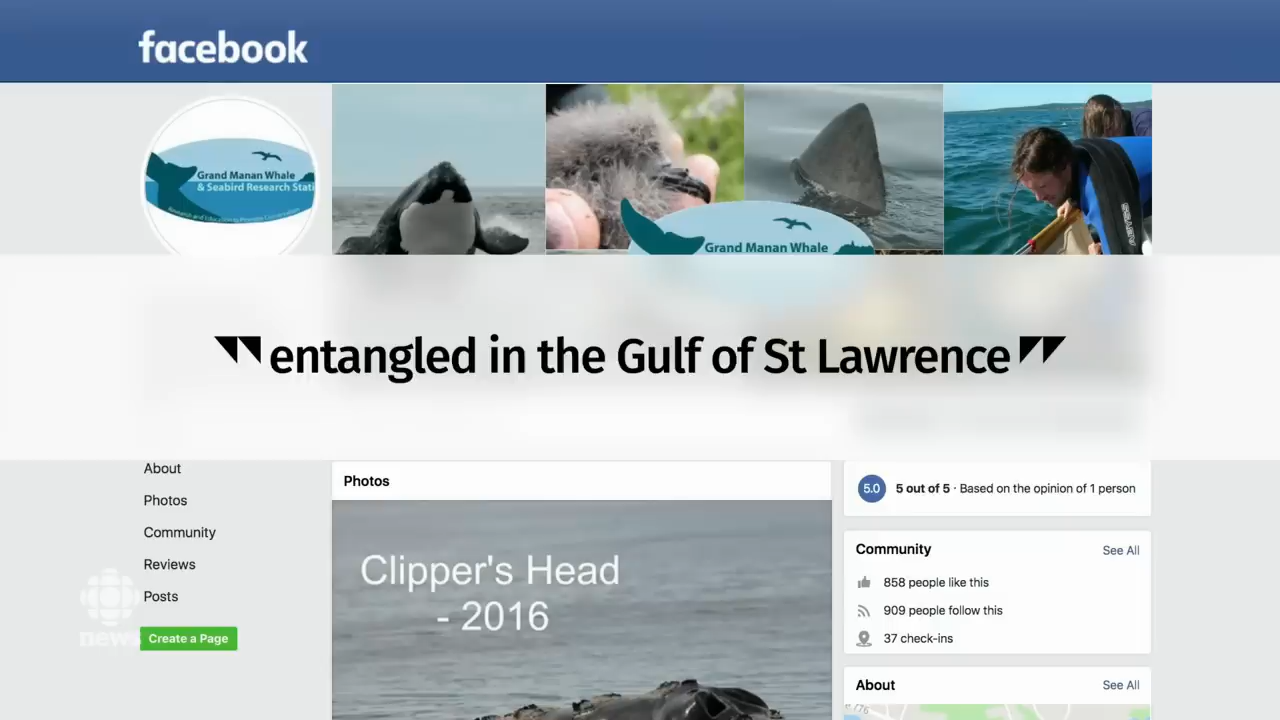 facebook
Grand Manan Whale
& Seabird Research Stati
Grand Manan Whale
entangled in the Gulf of St Lawrence
About
Photos
Community
Reviews
Posts
Create a Page
news
Photos
Clipper's Head
- 2016
5.0
5 out of 5 · Based on the opinion of 1 person
Community
See All
858 people like this
909 people follow this
37 check-ins
About
See All